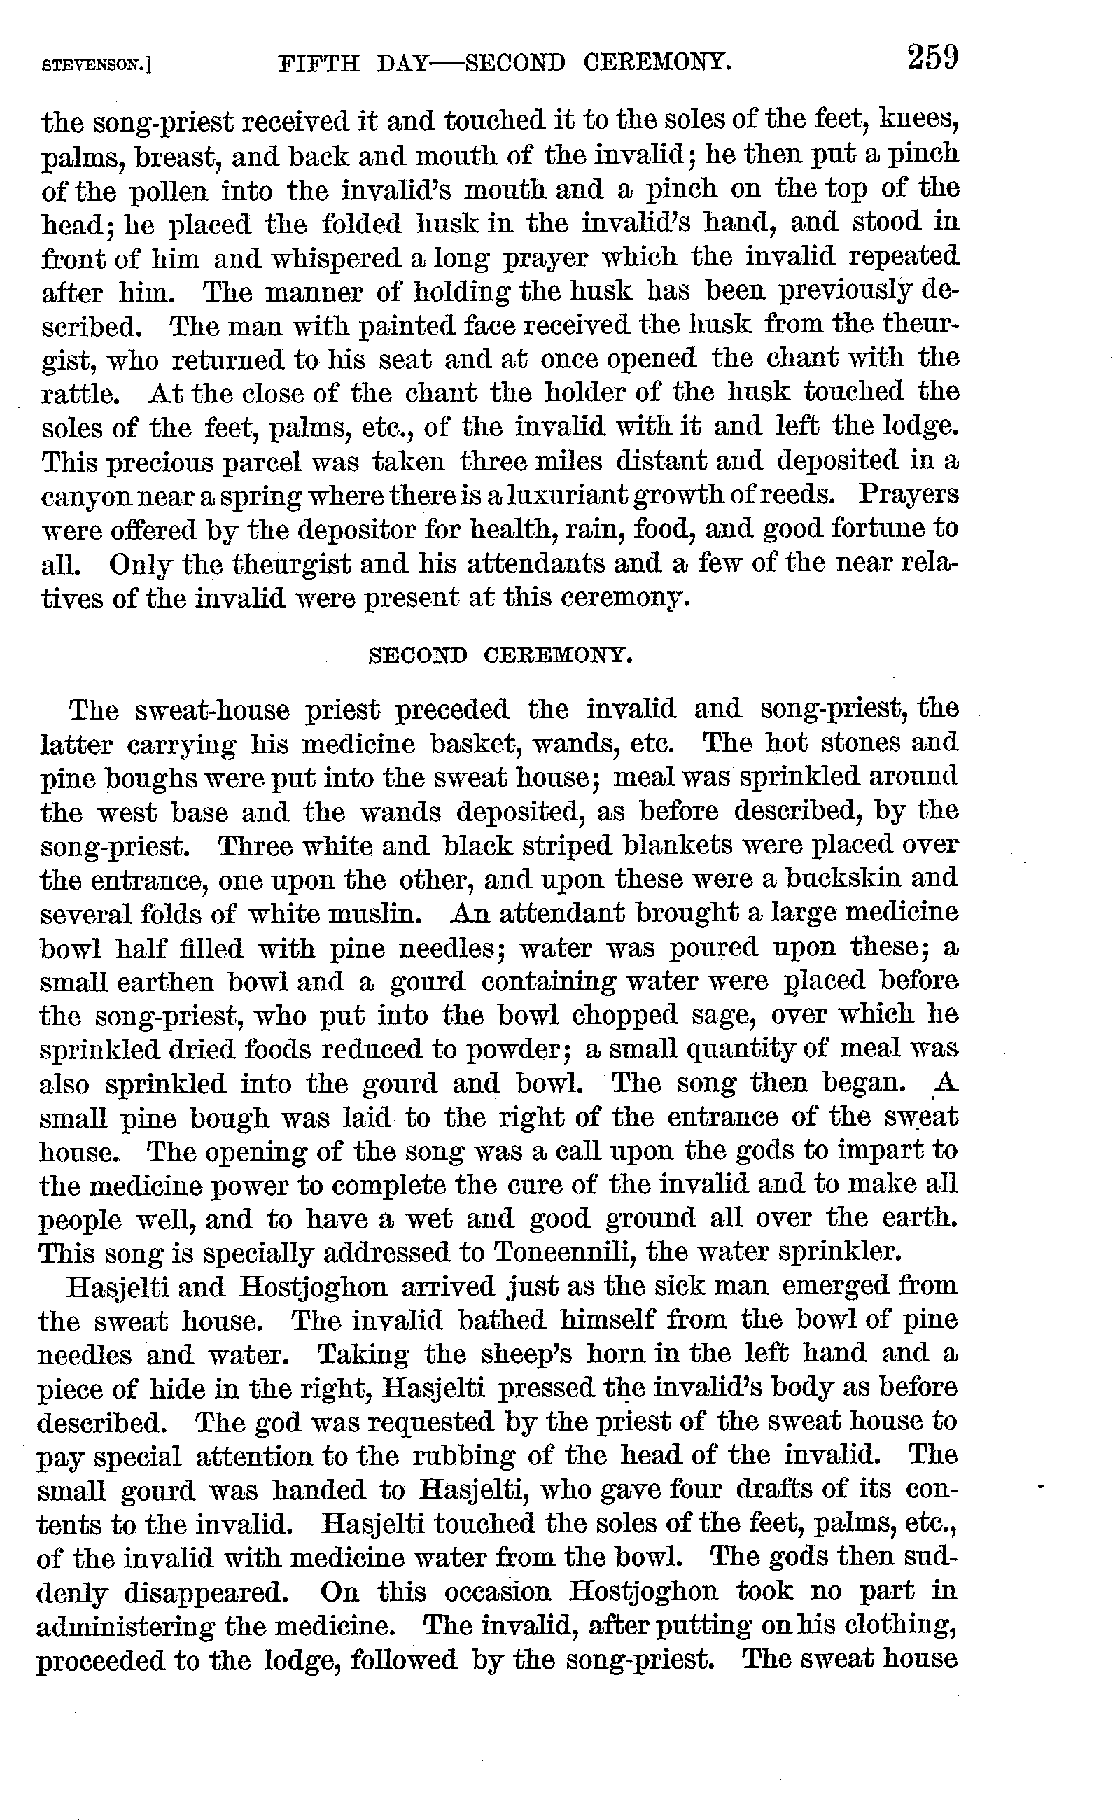 STEVENSON.] FIFTH DAY—SECOND CEREMONY. 259
the song-priest received it and touched it to the soles of the feet, knees,
palms, breast, and back and mouth of the invalid; he then put a pinch
of the pollen into the invalid's mouth and a pinch on the top of the
head; he placed the folded husk in the invalid's hand, and stood in
front of him and whispered a long prayer which the invalid repeated
after him. The manner of holding the husk has been previously de-
scribed. The man with painted face received the husk from the theur-
gist, who returned to his seat and at once opened the chant with the
rattle. At the close of the chant the holder of the husk touched the
soles of the feet, palms, etc., of the invalid with it and left the lodge.
This precious parcel was taken three miles distant and deposited in a
canyon near a spring where there is a luxuriant growth of reeds. Prayers
were offered by the depositor for health, rain, food, and good fortune to
all. Only the theurgist and his attendants and a few of the near rela-
tives of the invalid were present at this ceremony.
SECOND CEREMONY.
The sweat-house priest preceded the invalid and song-priest, the
latter carrying his medicine basket, wands, etc. The hot stones and
pine boughs were put into the sweat house; meal was sprinkled around
the west base and the wands deposited, as before described, by the
song-priest. Three white and black striped blankets were placed over
the entrance, one upon the other, and upon these were a buckskin and
several folds of white muslin. An attendant brought a large medicine
bowl half filled with pine needles; water was poured upon these; a
small earthen bowl and a gourd containing water were placed before
the song-priest, who put into the bowl chopped sage, over which he
sprinkled dried foods reduced to powder; a small quantity of meal was
also sprinkled into the gourd and bowl. The song then began. A
small pine bough was laid to the right of the entrance of the sweat
house. The opening of the song was a call upon the gods to impart to
the medicine power to complete the cure of the invalid and to make all
people well, and to have a wet and good ground all over the earth.
This song is specially addressed to Toneennili, the water sprinkler.
Hasjelti and Hostjoghon arrived just as the sick man emerged from
the sweat house. The invalid bathed himself from the bowl of pine
needles and water. Taking the sheep's horn in the left hand and a
piece of hide in the right, Hasjelti pressed the invalid's body as before
described. The god was requested by the priest of the sweat house to
pay special attention to the rubbing of the head of the invalid. The
small gourd was handed to Hasjelti, who gave four drafts of its con-
tents to the invalid. Hasjelti touched the soles of the feet, palms, etc.,
of the invalid with medicine water from the bowl. The gods then sud-
denly disappeared. On this occasion Hostjoghon took no part in
administering the medicine. The invalid, after putting on his clothing,
proceeded to the lodge, followed by the song-priest. The sweat house